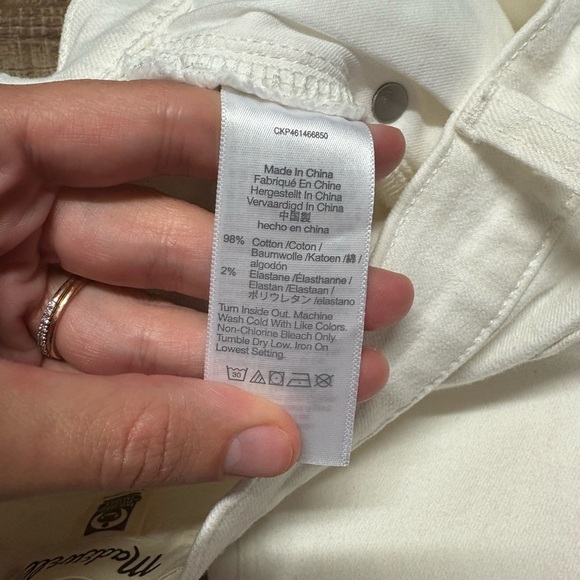 CKP461466850
Made In China
Fabriqué En Chine
Hergestellt In China
Vervaardigd In China
中国製
hecho en china
98% Cotton /Coton /
Baumwolle /Katoen /綿/
algodón
2% Elastane /Élasthanne /
Elastan /Elastaan /
ポリウレタン /elastano
Turn Inside Out. Machine
Wash Cold With Like Colors.
Non-Chlorine Bleach Only.
Tumble Dry Low. Iron On
Lowest Setting.
30
Madewell